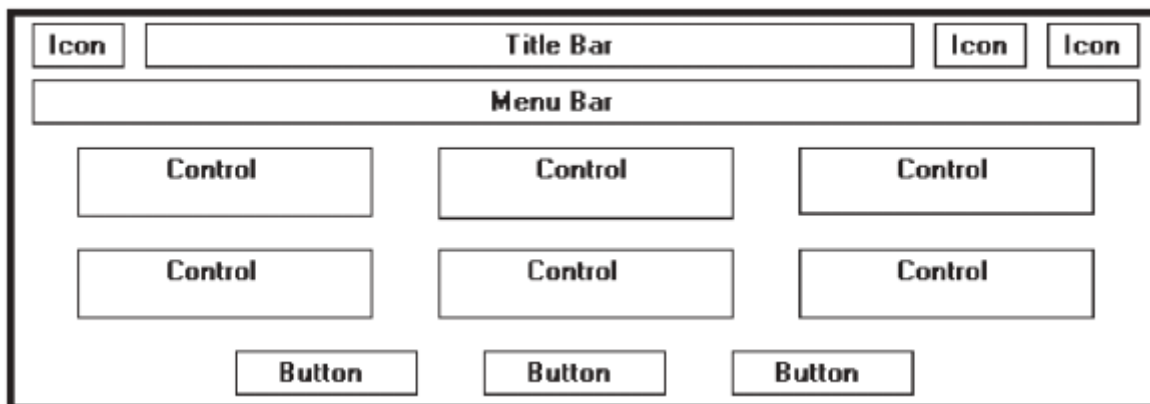 Icon Title Bar Icon Icon
Menu Bar
Control Control Control
Control Control Control
Button Button Button